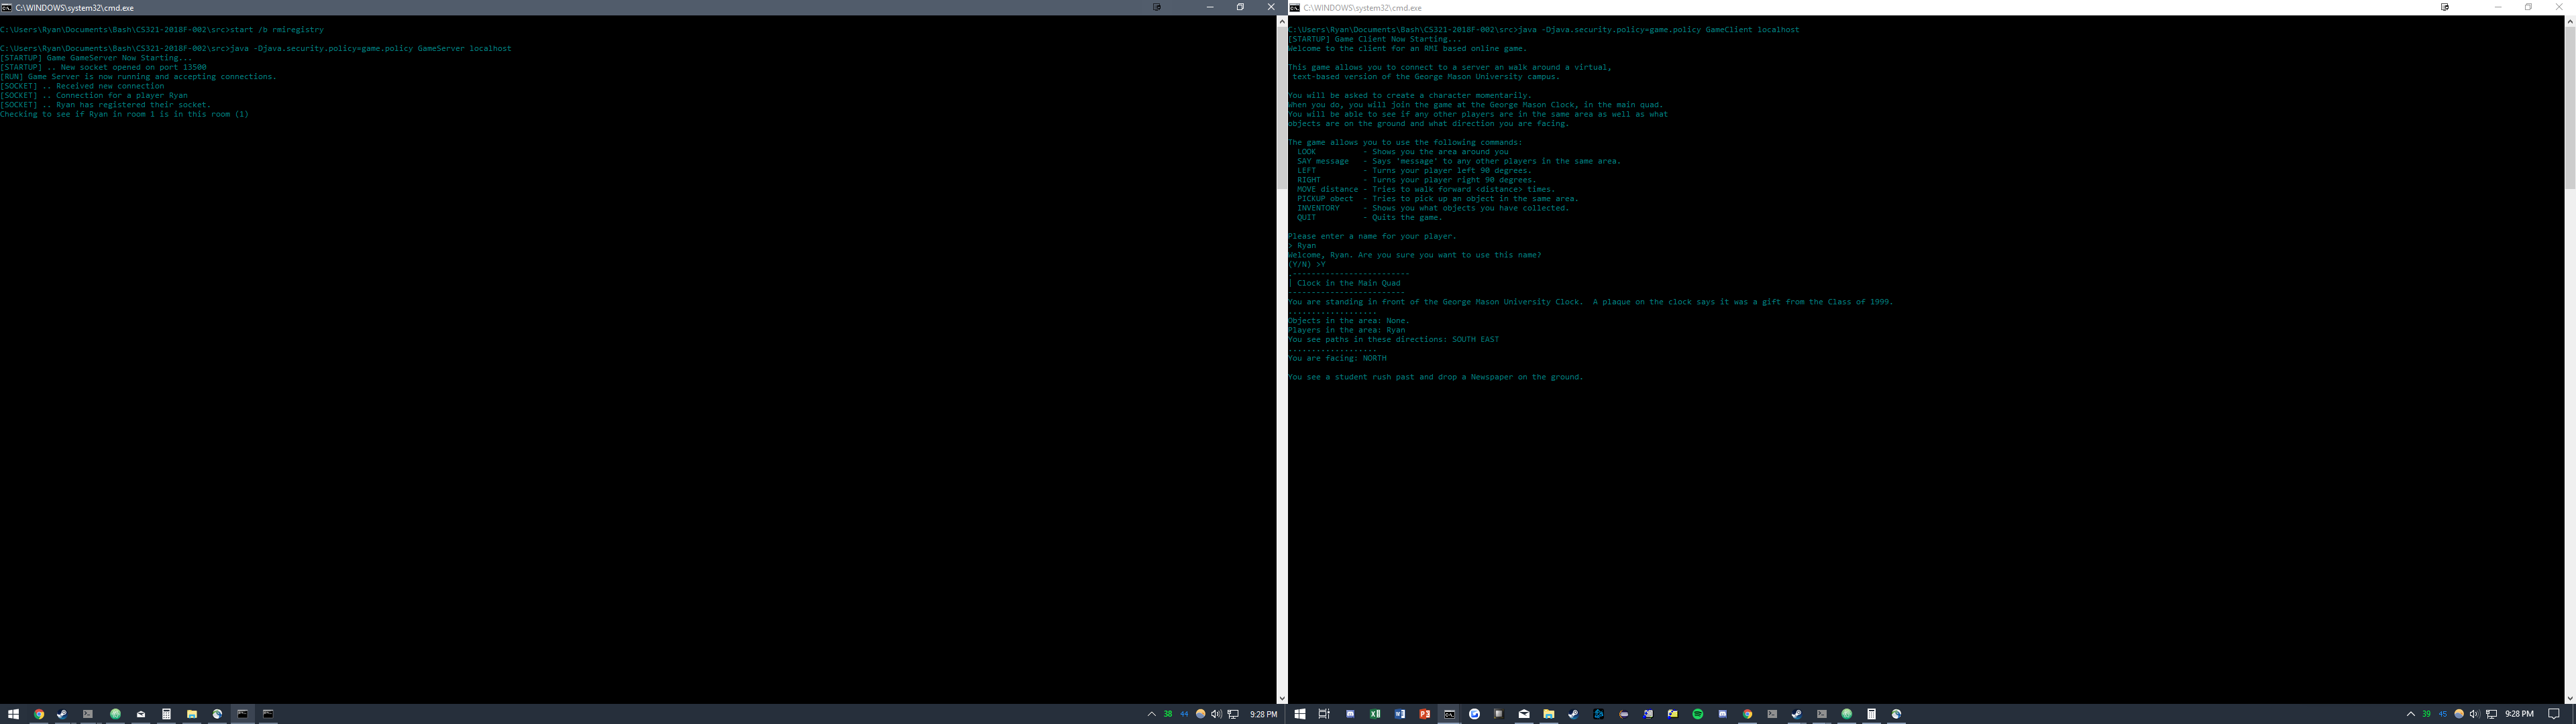 C:\WINDOWS\system32\cmd.exe
C:\Users\Ryan\Documents\Bash\CS321-2018F-002\src>start /b rmiregistry
C:\Users\Ryan\Documents\Bash\CS321-2018F-002\src>java -Djava.security.policy=game.policy GameServer localhost
[STARTUP] Game GameServer Now Starting...
[STARTUP] .. New socket opened on port 13500
[RUN] Game Server is now running and accepting connections.
[SOCKET] .. Received new connection
[SOCKET] .. Connection for a player Ryan
[SOCKET] .. Ryan has registered their socket.
Checking to see if Ryan in room 1 is in this room (1)
38 44 9:28 PM
C:\WINDOWS\system32\cmd.exe
C:\Users\Ryan\Documents\Bash\CS321-2018F-002\src>java -Djava.security.policy=game.policy GameClient localhost
[STARTUP] Game Client Now Starting...
Welcome to the client for an RMI based online game.
This game allows you to connect to a server an walk around a virtual,
text-based version of the George Mason University campus.
You will be asked to create a character momentarily.
When you do, you will join the game at the George Mason Clock, in the main quad.
You will be able to see if any other players are in the same area as well as what
objects are on the ground and what direction you are facing.
The game allows you to use the following commands:
LOOK - Shows you the area around you
SAY message - Says 'message' to any other players in the same area.
LEFT - Turns your player left 90 degrees.
RIGHT - Turns your player right 90 degrees.
MOVE distance - Tries to walk forward <distance> times.
PICKUP obect - Tries to pick up an object in the same area.
INVENTORY - Shows you what objects you have collected.
QUIT - Quits the game.
Please enter a name for your player.
> Ryan
Welcome, Ryan. Are you sure you want to use this name?
(Y/N) >Y
.-------------------------
| Clock in the Main Quad
-------------------------
You are standing in front of the George Mason University Clock.  A plaque on the clock says it was a gift from the Class of 1999.
...................
Objects in the area: None.
Players in the area: Ryan
You see paths in these directions: SOUTH EAST
...................
You are facing: NORTH
You see a student rush past and drop a Newspaper on the ground.
39 45 9:28 PM